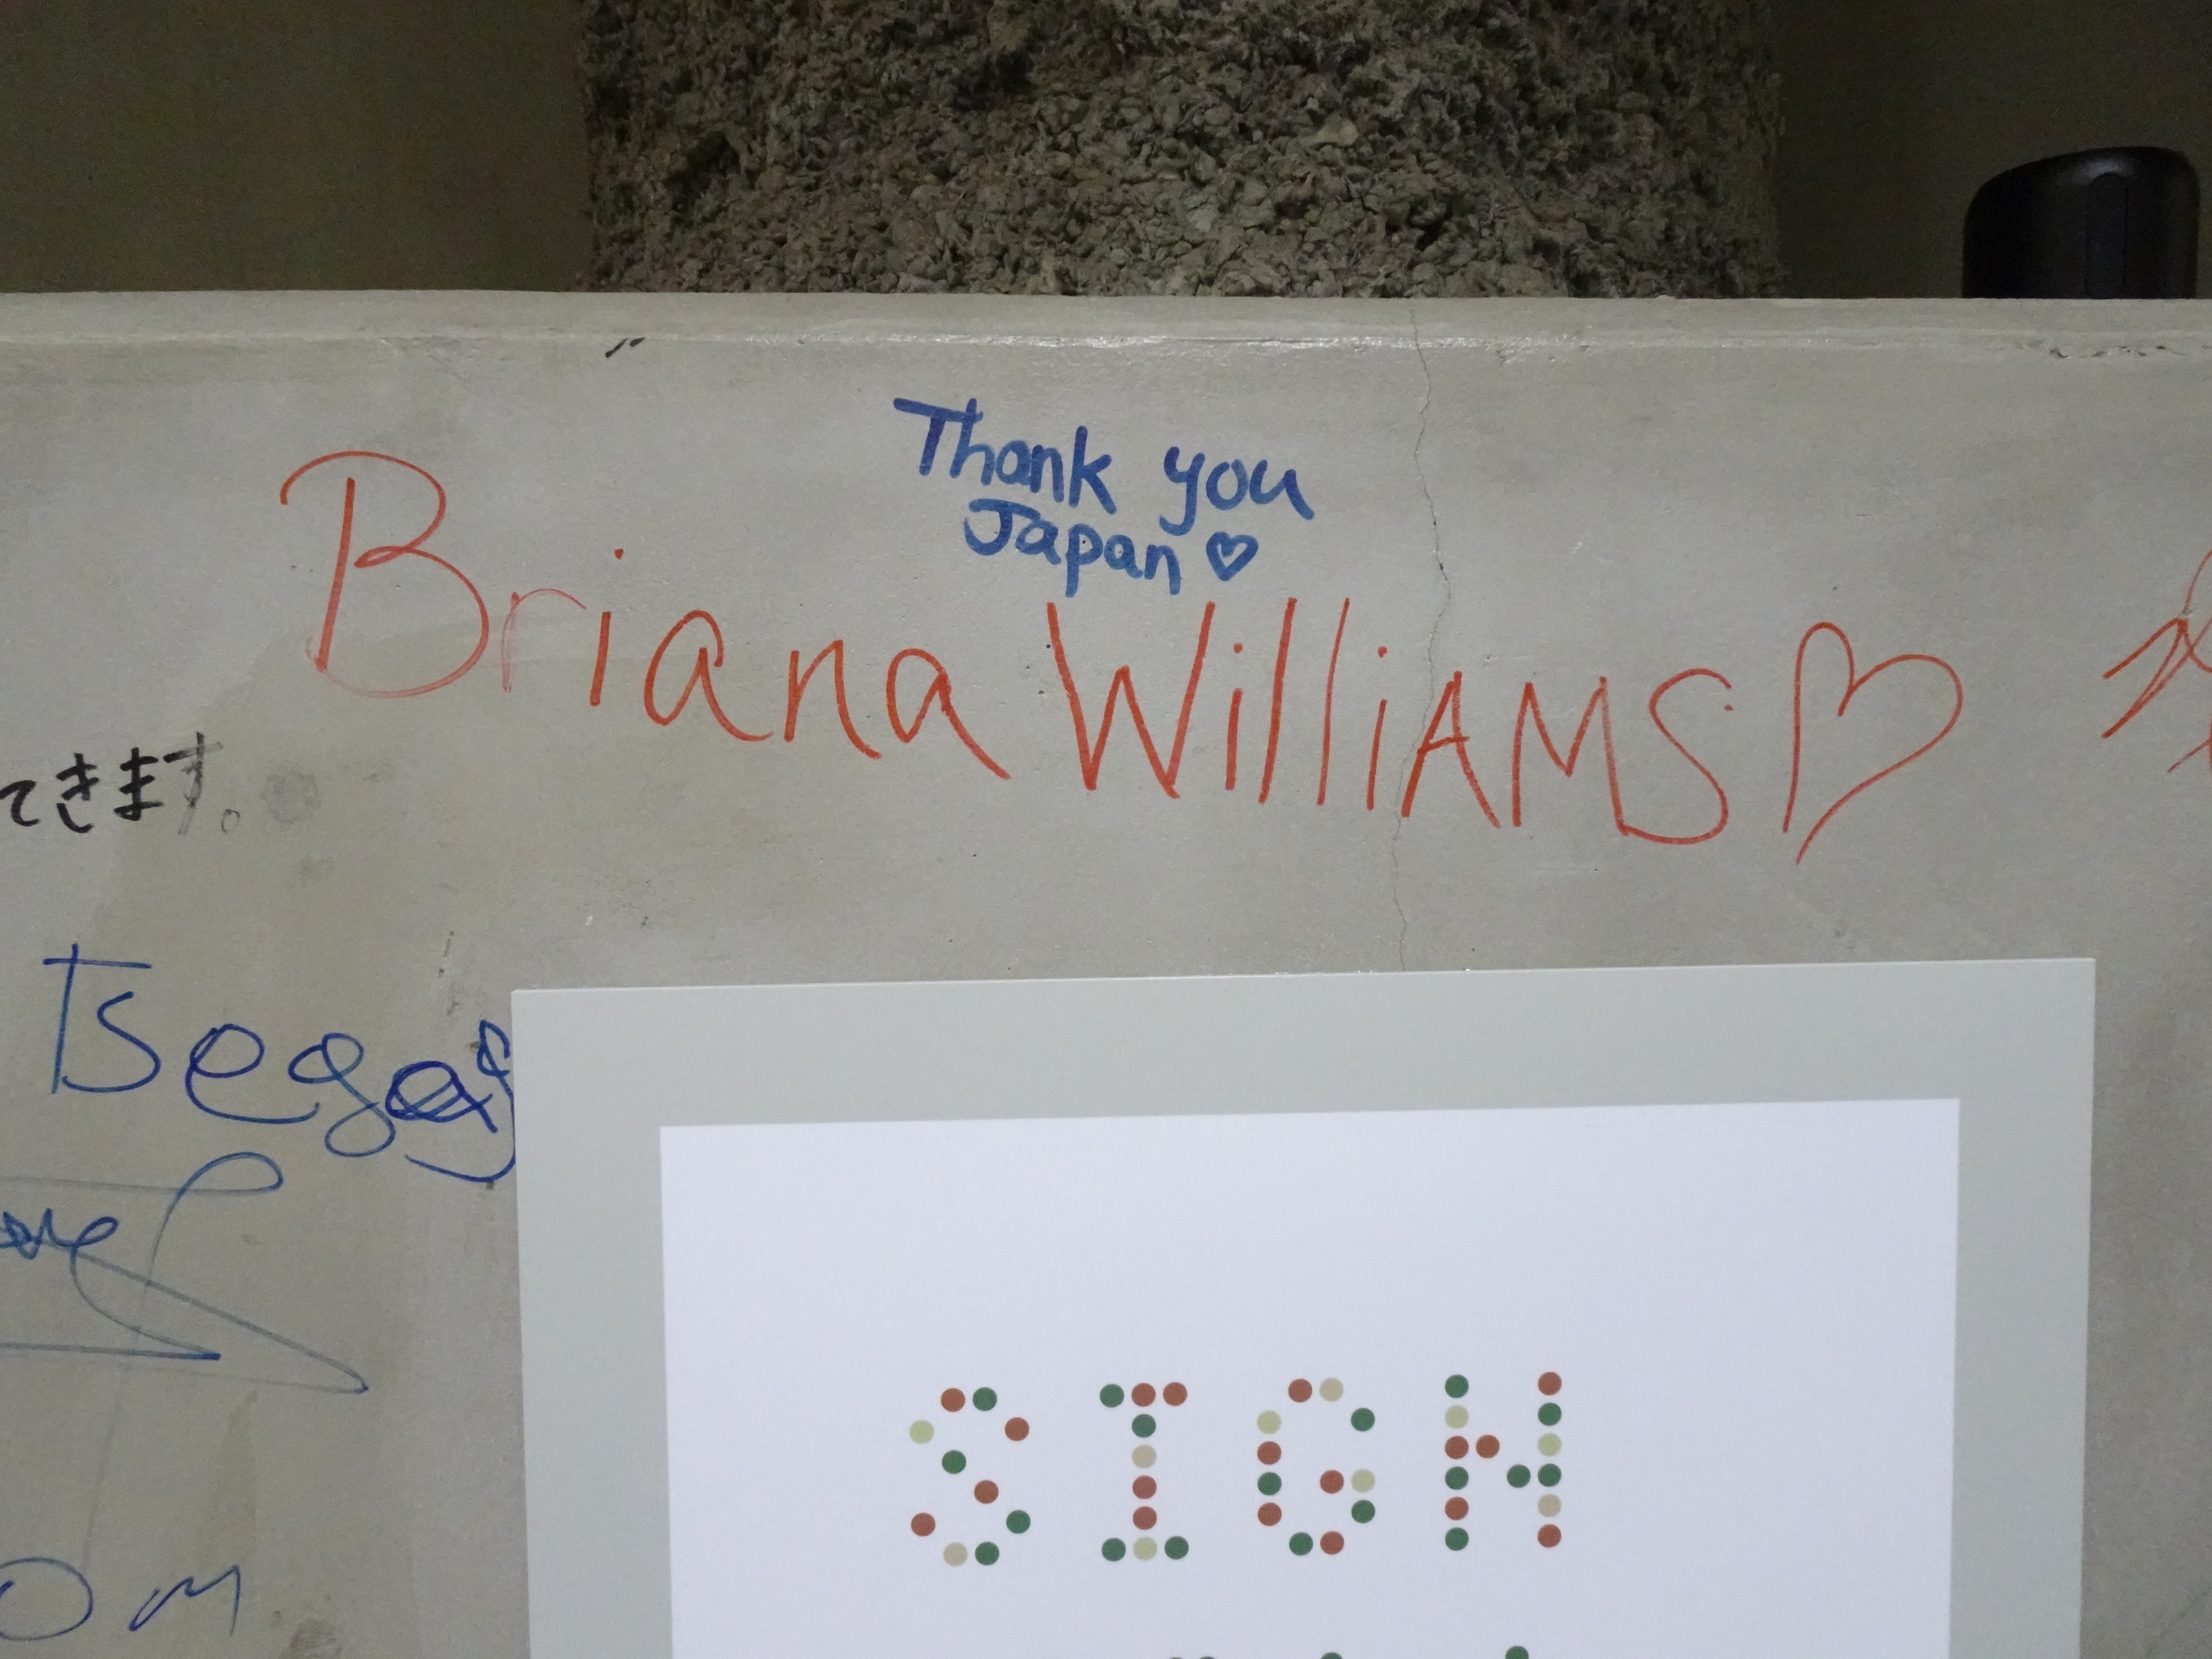 Thank you
Japan♡
Briana WilliAMS♡
てきます。
SIGN